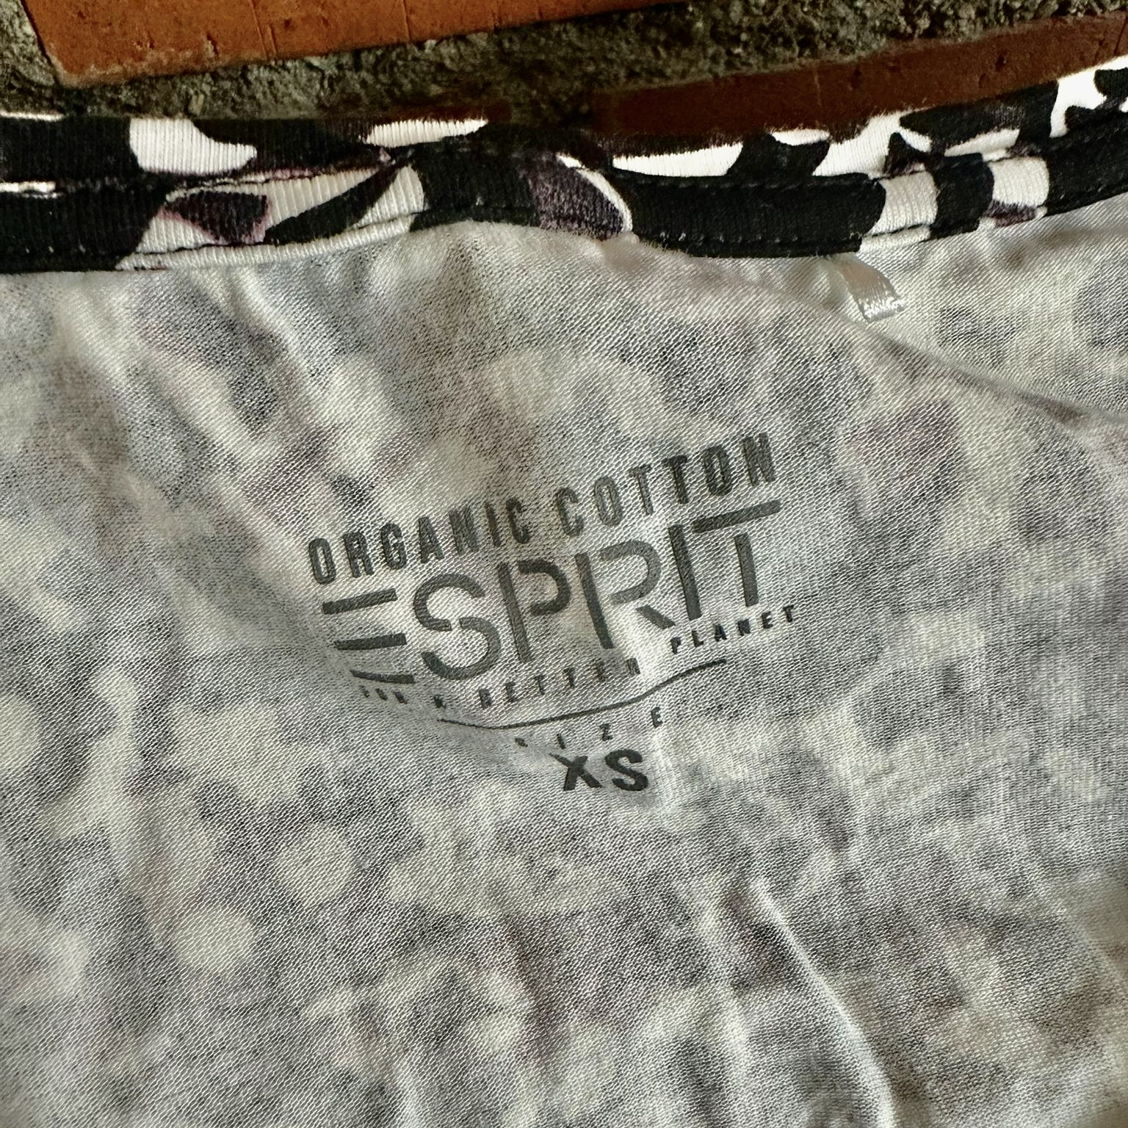 ORGANIC COTTON
ESPRIT
FOR A BETTER PLANET
SIZE
XS